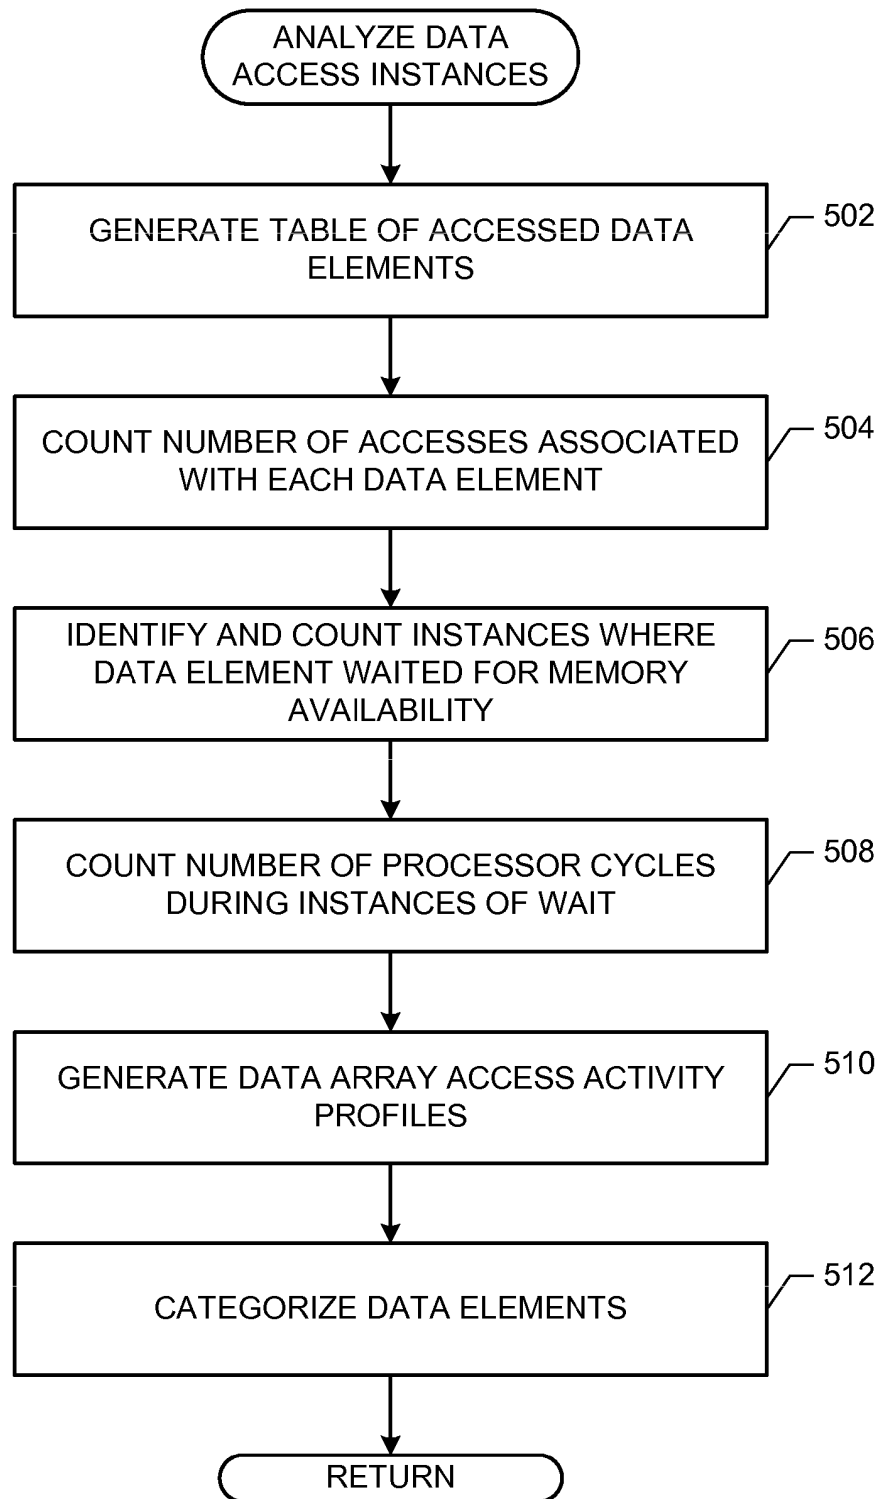 ANALYZE DATA
ACCESS INSTANCES
502
GENERATE TABLE OF ACCESSED DATA
ELEMENTS
504
COUNT NUMBER OF ACCESSES ASSOCIATED
WITH EACH DATA ELEMENT
506
IDENTIFY AND COUNT INSTANCES WHERE
DATA ELEMENT WAITED FOR MEMORY
AVAILABILITY
508
COUNT NUMBER OF PROCESSOR CYCLES
DURING INSTANCES OF WAIT
510
GENERATE DATA ARRAY ACCESS ACTIVITY
PROFILES
512
CATEGORIZE DATA ELEMENTS
RETURN